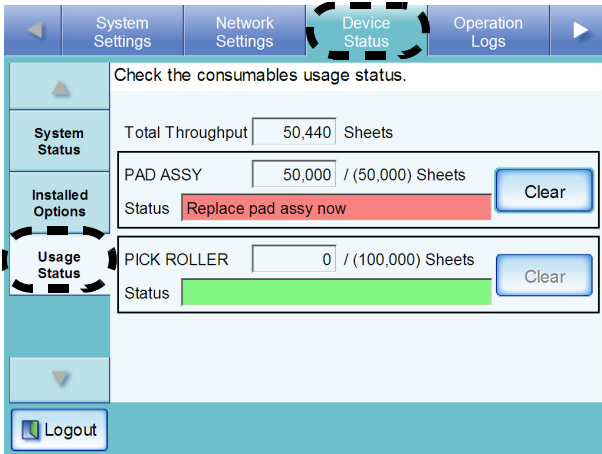 System Settings
Network Settings
Device Status
Operation Logs
Check the consumables usage status.
System Status
Installed Options
Usage Status
Total Throughput 50,440 Sheets
PAD ASSY 50,000 / (50,000) Sheets
Status Replace pad assy now
Clear
PICK ROLLER 0 / (100,000) Sheets
Status
Clear
Logout